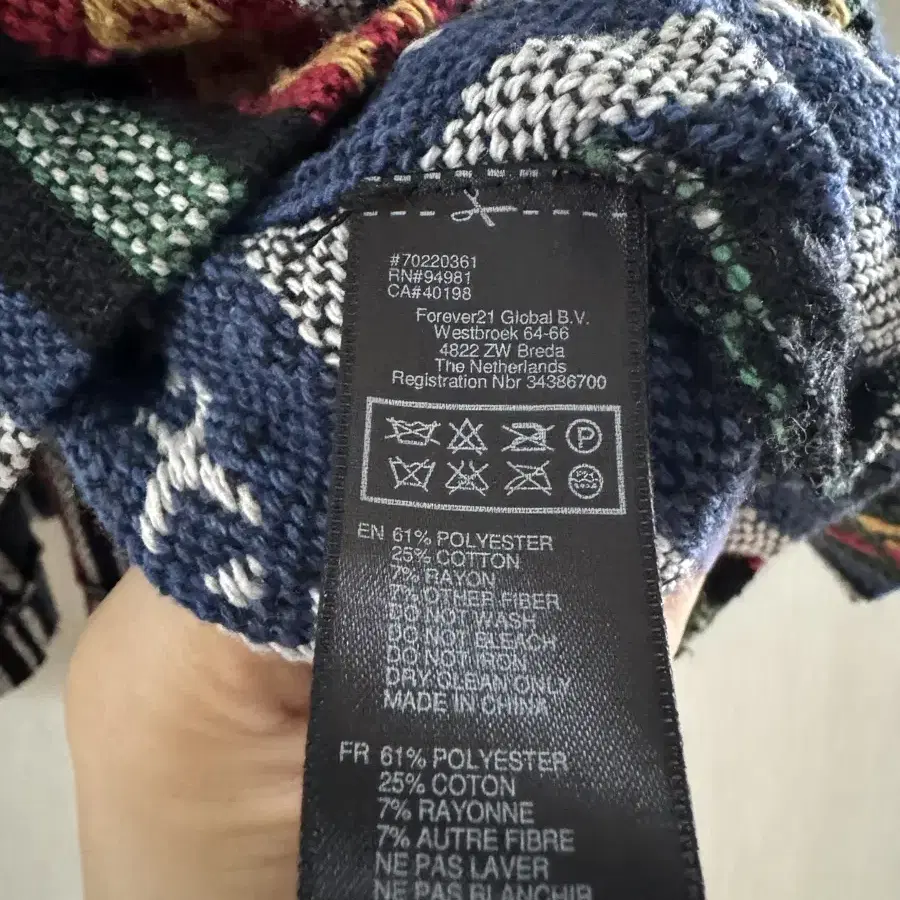 #70220361
RN#94981
CA#40198
Forever21 Global B.V.
Westbroek 64-66
4822 ZW Breda
The Netherlands
Registration Nbr 34386700
P
EN 61% POLYESTER
25% COTTON
7% RAYON
7% OTHER FIBER
DO NOT WASH
DO NOT BLEACH
DO NOT IRON
DRY CLEAN ONLY
MADE IN CHINA
FR 61% POLYESTER
25% COTON
7% RAYONNE
7% AUTRE FIBRE
NE PAS LAVER
NE PAS BLANCHIR